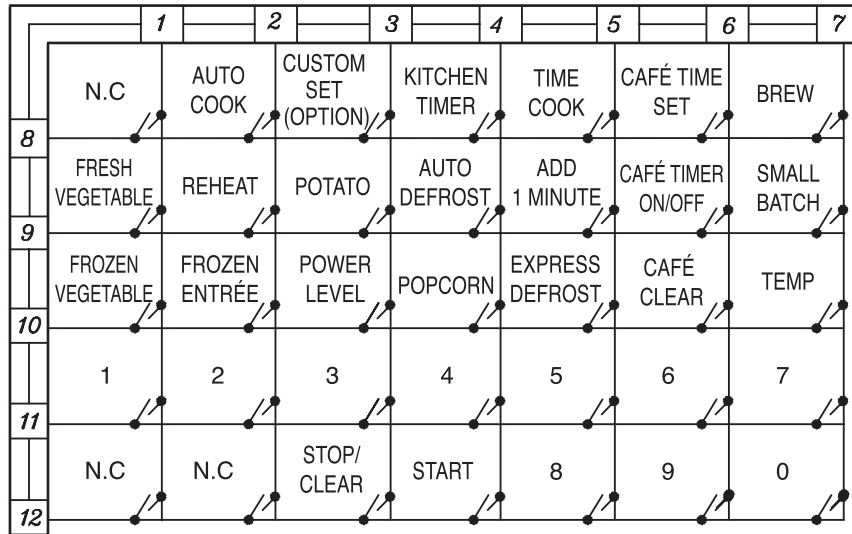 1 2 3 4 5 6 7
N.C
AUTO
COOK
CUSTOM
SET
(OPTION)
KITCHEN
TIMER
TIME
COOK
CAFÉ TIME
SET
BREW
8
FRESH
VEGETABLE
REHEAT
POTATO
AUTO
DEFROST
ADD
1 MINUTE
CAFÉ TIMER
ON/OFF
SMALL
BATCH
9
FROZEN
VEGETABLE
FROZEN
ENTRÉE
POWER
LEVEL
POPCORN
EXPRESS
DEFROST
CAFÉ
CLEAR
TEMP
10
1 2 3 4 5 6 7
11
N.C
N.C
STOP/
CLEAR
START
8
9
0
12